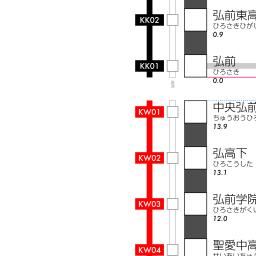 KK02
弘前東高
ひろさきひが
0.9
KK01
弘前
ひろさき
0.0
KW01
中央弘前
ちゅうおうひろ
13.9
KW02
弘高下
ひろこうした
13.1
KW03
弘前学院
ひろさきがくい
12.0
KW04
聖愛中高